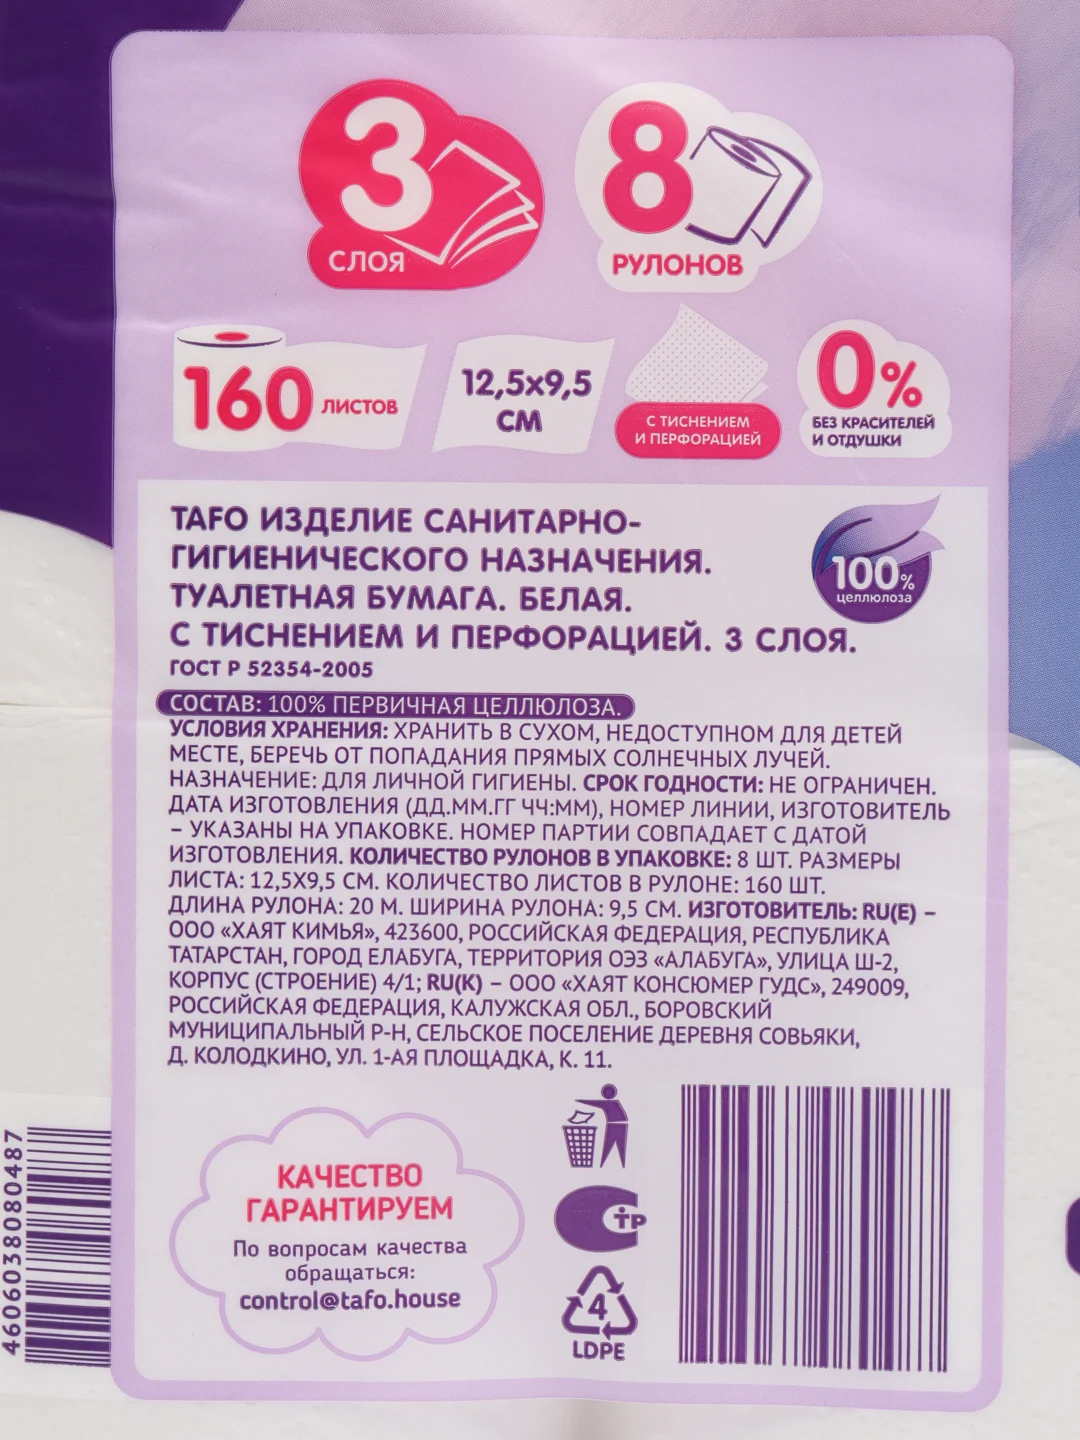 3
СЛОЯ
8
РУЛОНОВ
160 ЛИСТОВ
12,5х9,5
СМ
С ТИСНЕНИЕМ
И ПЕРФОРАЦИЕЙ
0%
БЕЗ КРАСИТЕЛЕЙ
И ОТДУШКИ
TAFO ИЗДЕЛИЕ САНИТАРНО-
ГИГИЕНИЧЕСКОГО НАЗНАЧЕНИЯ.
ТУАЛЕТНАЯ БУМАГА. БЕЛАЯ.
С ТИСНЕНИЕМ И ПЕРФОРАЦИЕЙ. 3 СЛОЯ.
ГОСТ Р 52354-2005
100%
целлюлоза
СОСТАВ: 100% ПЕРВИЧНАЯ ЦЕЛЛЮЛОЗА.
УСЛОВИЯ ХРАНЕНИЯ: ХРАНИТЬ В СУХОМ, НЕДОСТУПНОМ ДЛЯ ДЕТЕЙ
МЕСТЕ, БЕРЕЧЬ ОТ ПОПАДАНИЯ ПРЯМЫХ СОЛНЕЧНЫХ ЛУЧЕЙ.
НАЗНАЧЕНИЕ: ДЛЯ ЛИЧНОЙ ГИГИЕНЫ. СРОК ГОДНОСТИ: НЕ ОГРАНИЧЕН.
ДАТА ИЗГОТОВЛЕНИЯ (ДД.ММ.ГГ ЧЧ:ММ), НОМЕР ЛИНИИ, ИЗГОТОВИТЕЛЬ
– УКАЗАНЫ НА УПАКОВКЕ. НОМЕР ПАРТИИ СОВПАДАЕТ С ДАТОЙ
ИЗГОТОВЛЕНИЯ. КОЛИЧЕСТВО РУЛОНОВ В УПАКОВКЕ: 8 ШТ. РАЗМЕРЫ
ЛИСТА: 12,5Х9,5 СМ. КОЛИЧЕСТВО ЛИСТОВ В РУЛОНЕ: 160 ШТ.
ДЛИНА РУЛОНА: 20 М. ШИРИНА РУЛОНА: 9,5 СМ. ИЗГОТОВИТЕЛЬ: RU(E) –
ООО «ХАЯТ КИМЬЯ», 423600, РОССИЙСКАЯ ФЕДЕРАЦИЯ, РЕСПУБЛИКА
ТАТАРСТАН, ГОРОД ЕЛАБУГА, ТЕРРИТОРИЯ ОЭЗ «АЛАБУГА», УЛИЦА Ш-2,
КОРПУС (СТРОЕНИЕ) 4/1; RU(K) – ООО «ХАЯТ КОНСЮМЕР ГУДС», 249009,
РОССИЙСКАЯ ФЕДЕРАЦИЯ, КАЛУЖСКАЯ ОБЛ., БОРОВСКИЙ
МУНИЦИПАЛЬНЫЙ Р-Н, СЕЛЬСКОЕ ПОСЕЛЕНИЕ ДЕРЕВНЯ СОВЬЯКИ,
Д. КОЛОДКИНО, УЛ. 1-АЯ ПЛОЩАДКА, К. 11.
КАЧЕСТВО
ГАРАНТИРУЕМ
По вопросам качества
обращаться:
control@tafo.house
СТР
4
LDPE
4606038080487